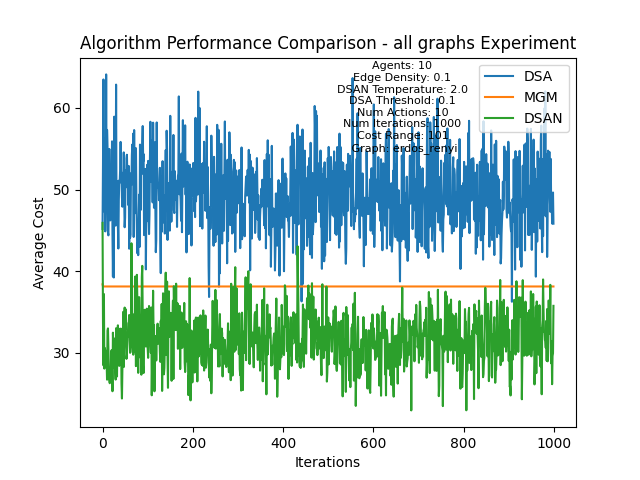 Algorithm Performance Comparison - all graphs Experiment
Agents: 10
Edge Density: 0.1
DSAN Temperature: 2.0
DSA Threshold: 0.1
Num Actions: 10
Num Iterations: 1000
Cost Range: 101
Graph: erdos_renyi
DSA
MGM
DSAN
Average Cost
60
50
40
30
0 200 400 600 800 1000
Iterations